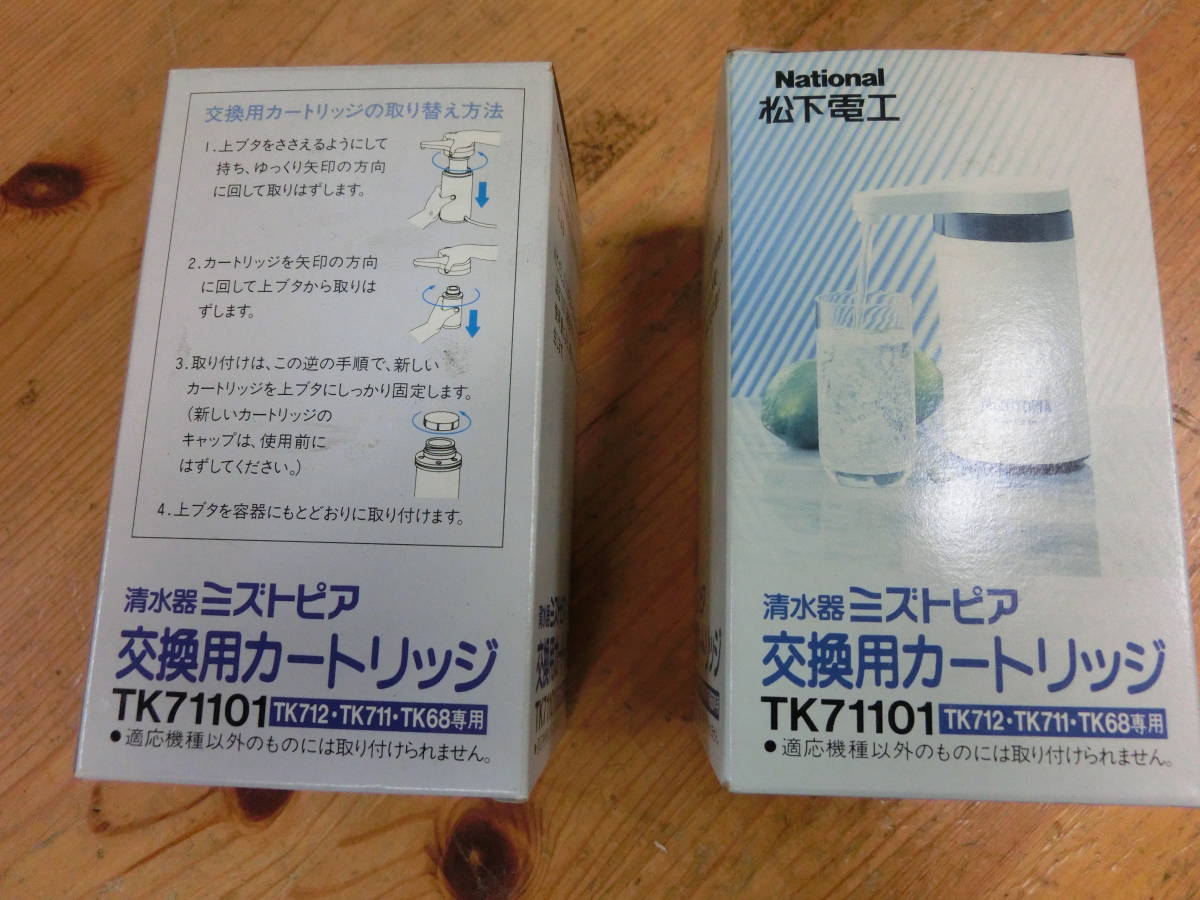 交換用カートリッジの取り替え方法
1.上ブタをささえるようにして
持ち、ゆっくり矢印の方向
に回して取りはずします。
2.カートリッジを矢印の方向
に回して上ブタから取りは
ずします。
3.取り付けは、この逆の手順で、新しい
カートリッジを上ブタにしっかり固定します。
(新しいカートリッジの
キャップは、使用前に
はずしてください。)
4.上ブタを容器にもとどおりに取り付けます。
清水器ミズトピア
交換用カートリッジ
TK71101 TK712・TK711・TK68専用
●適応機種以外のものには取り付けられません。
National
松下電工
清水器ミズトピア
交換用カートリッジ
TK71101 TK712・TK711・TK68専用
●適応機種以外のものには取り付けられません。